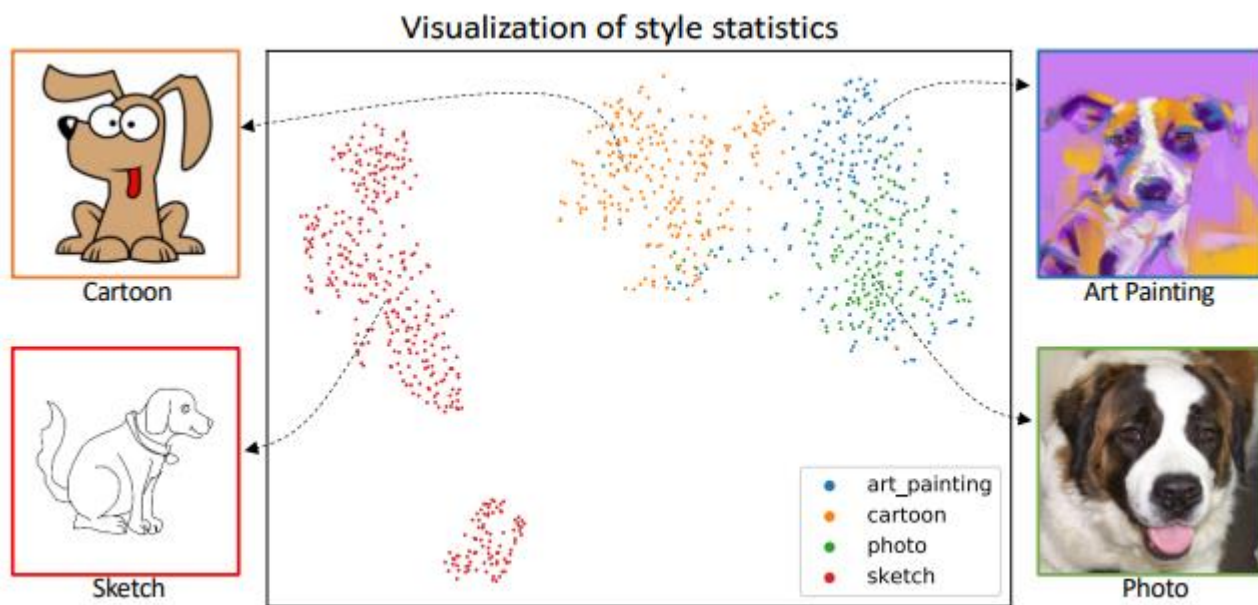 Visualization of style statistics
Cartoon
Art Painting
Sketch
Photo
art_painting
cartoon
photo
sketch